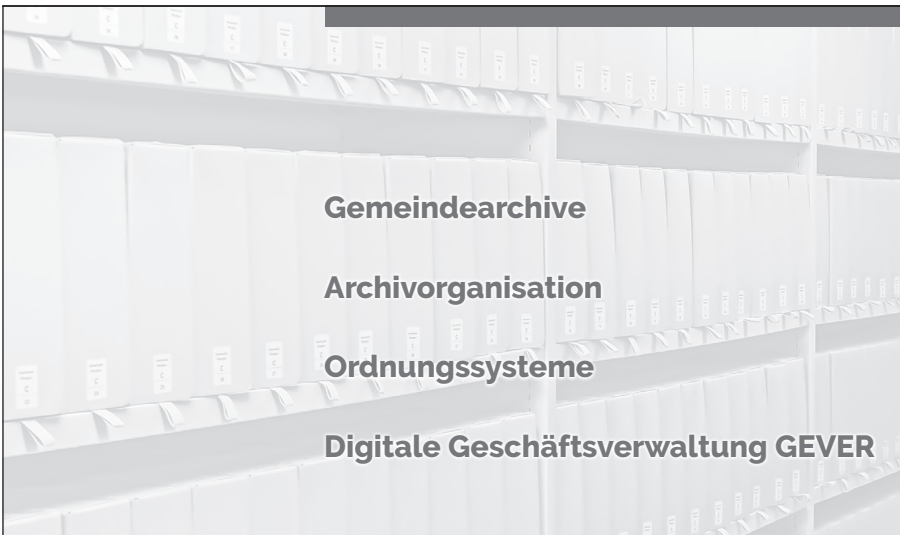 Gemeindearchive
Archivorganisation
Ordnungssysteme
Digitale Geschäftsverwaltung GEVER